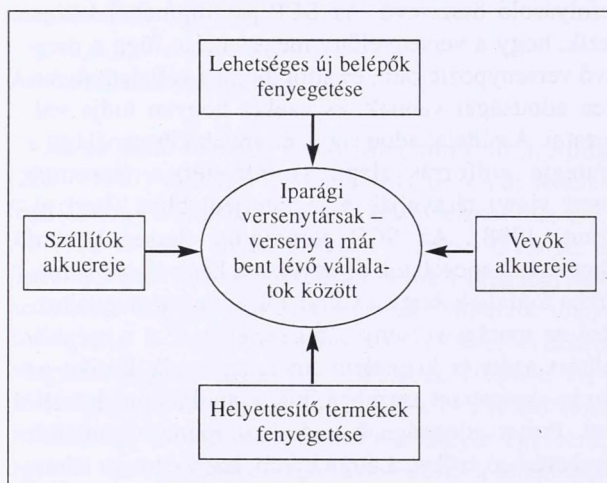 Lehetséges új belépők
fenyegetése
Iparági
versenytársak –
verseny a már
bent lévő vállala-
tok között
Szállítók
alkuereje
Vevők
alkuereje
Helyettesítő termékek
fenyegetése